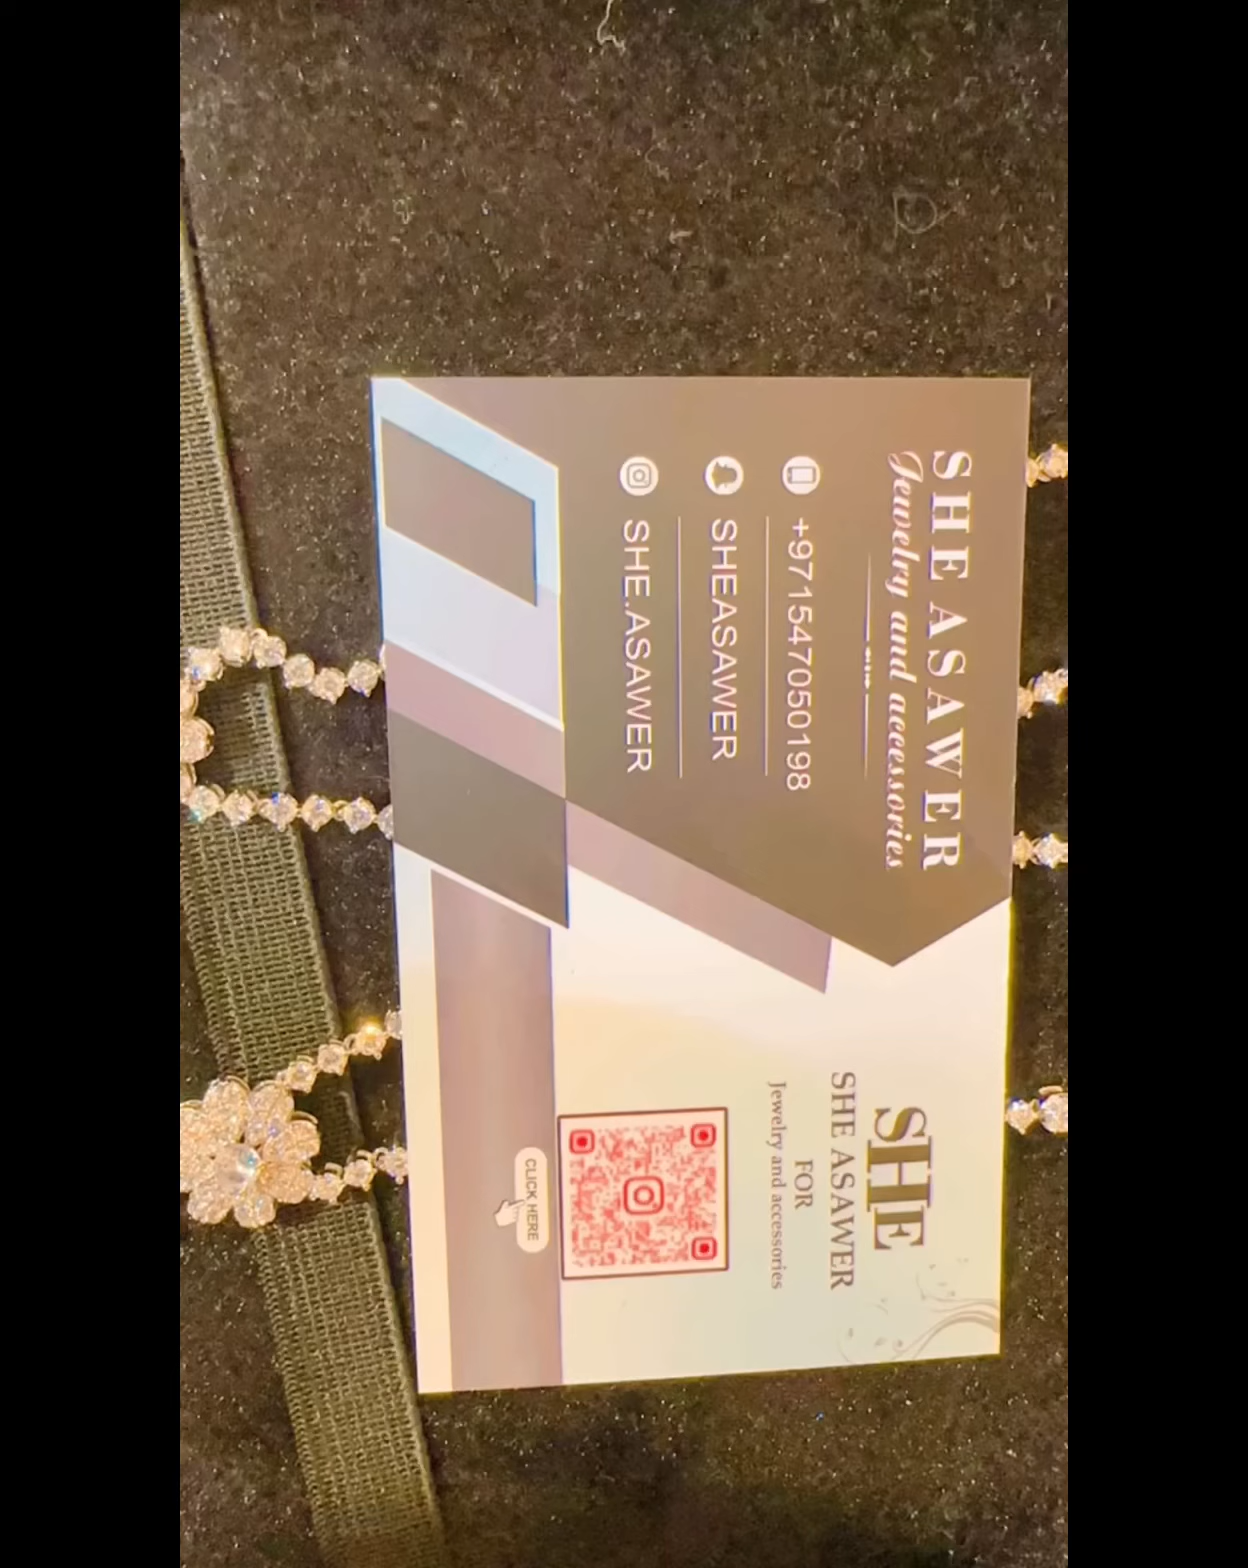 SHE ASAWER
Jewelry and accessories
+971547050198
SHEASAWER
SHE.ASAWER
SHE
SHE ASAWER
FOR
Jewelry and accessories
CLICK HERE